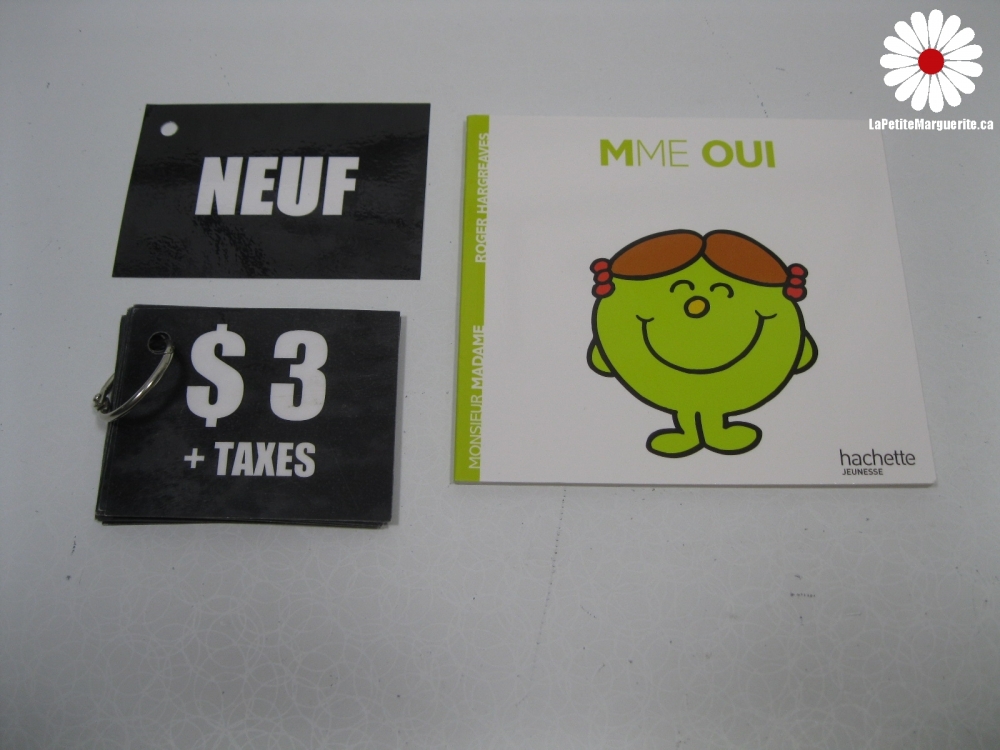 LaPetiteMarguerite.ca
NEUF
$ 3
+ TAXES
MME OUI
ROGER HARGREAVES
MONSIEUR MADAME
hachette
JEUNESSE